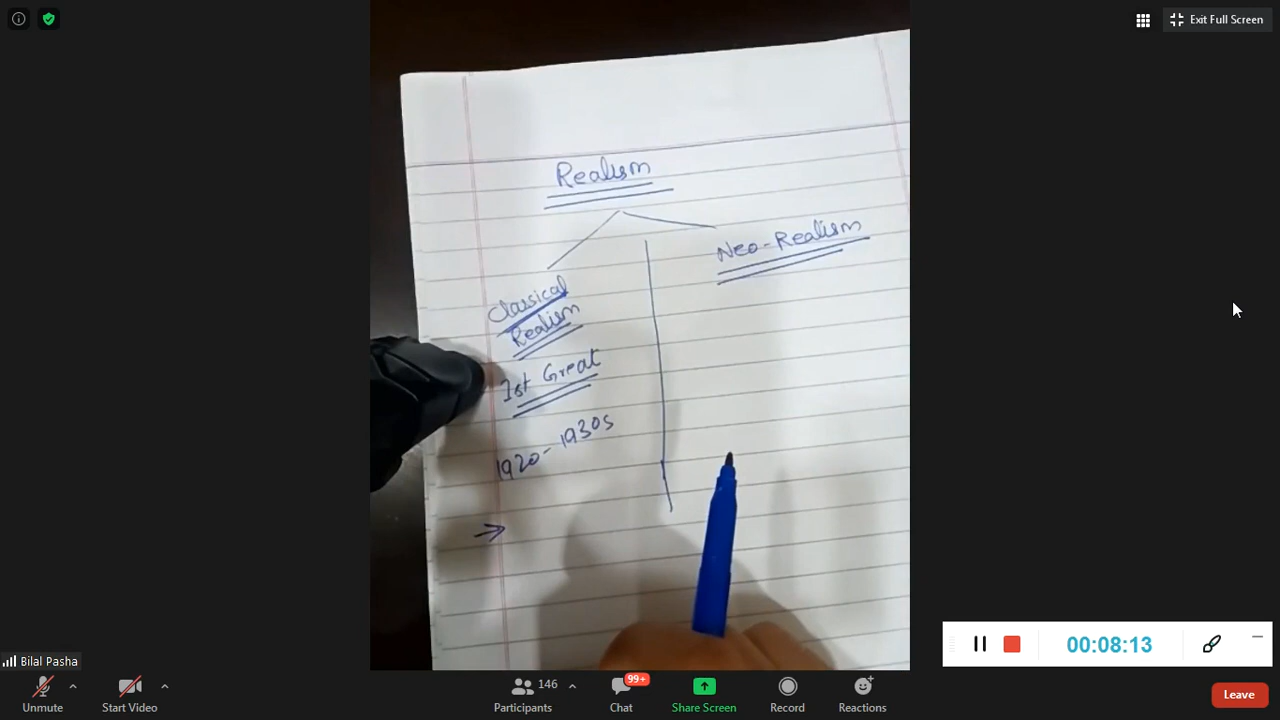 Exit Full Screen
Realism
Neo-Realism
Classical
Realism
1st Great
1920-1930s
→
00:08:13
Bilal Pasha
Unmute
Start Video
146
Participants
99+
Chat
Share Screen
Record
Reactions
Leave